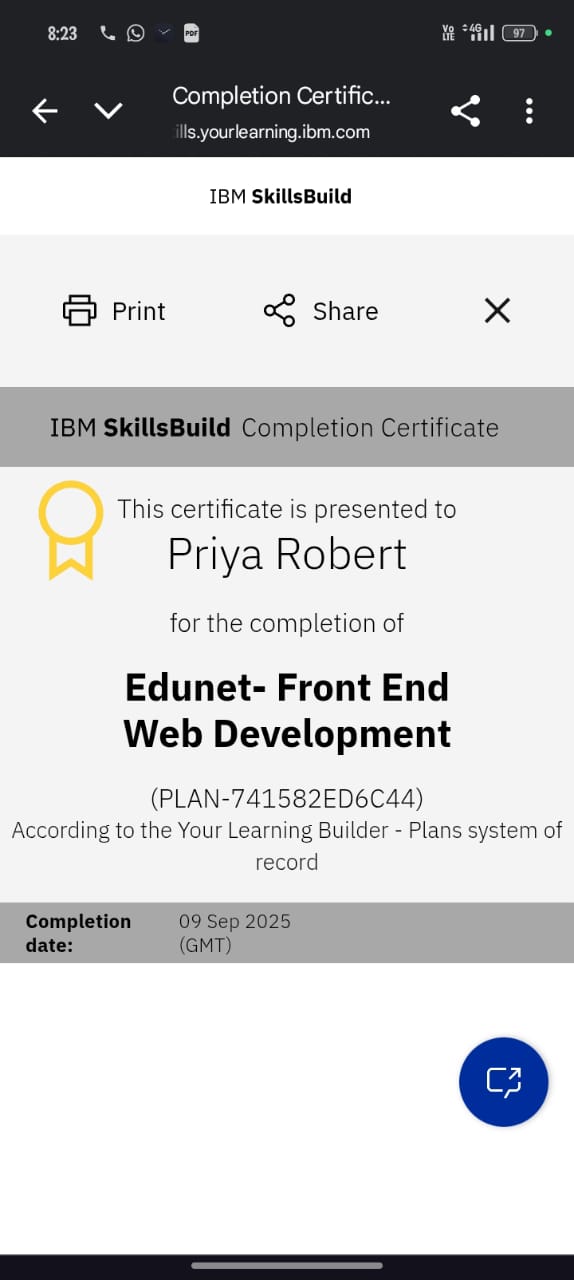 8:23
PDF
Vo LTE
4G
97
Completion Certific...
ills.yourlearning.ibm.com
IBM SkillsBuild
Print
Share
IBM SkillsBuild Completion Certificate
This certificate is presented to
Priya Robert
for the completion of
Edunet- Front End
Web Development
(PLAN-741582ED6C44)
According to the Your Learning Builder - Plans system of
record
Completion date:
09 Sep 2025 (GMT)